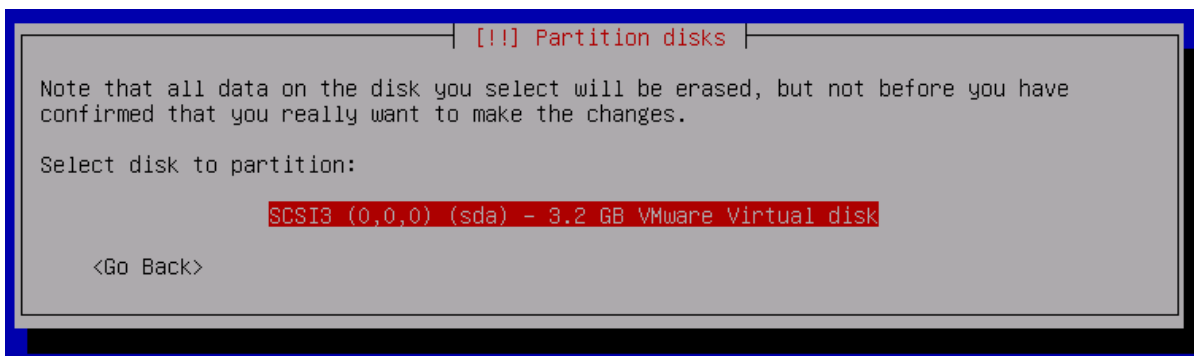 [!!] Partition disks
Note that all data on the disk you select will be erased, but not before you have
confirmed that you really want to make the changes.
Select disk to partition:
SCSI3 (0,0,0) (sda) - 3.2 GB VMware Virtual disk
<Go Back>